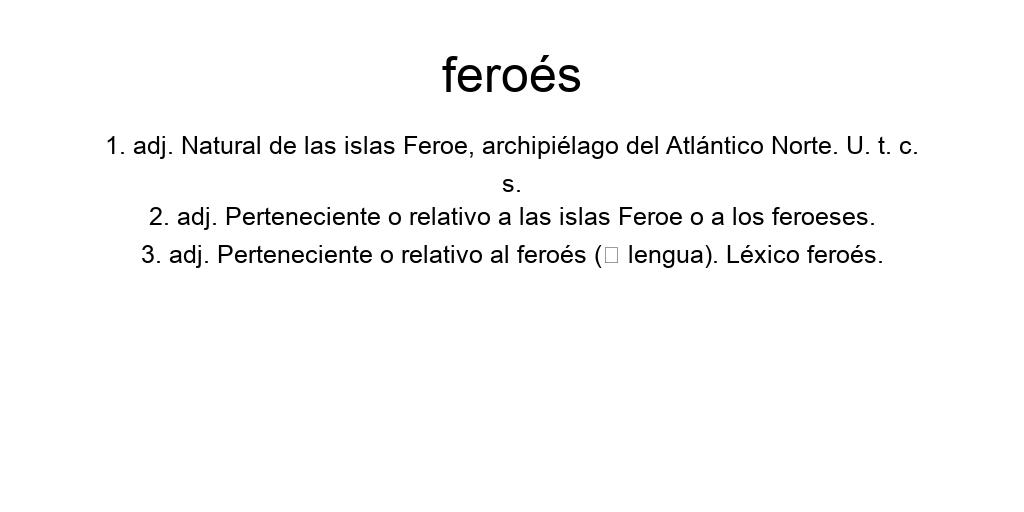 feroés
1. adj. Natural de las islas Feroe, archipiélago del Atlántico Norte. U. t. c.
s.
2. adj. Perteneciente o relativo a las islas Feroe o a los feroeses.
3. adj. Perteneciente o relativo al feroés (□ lengua). Léxico feroés.